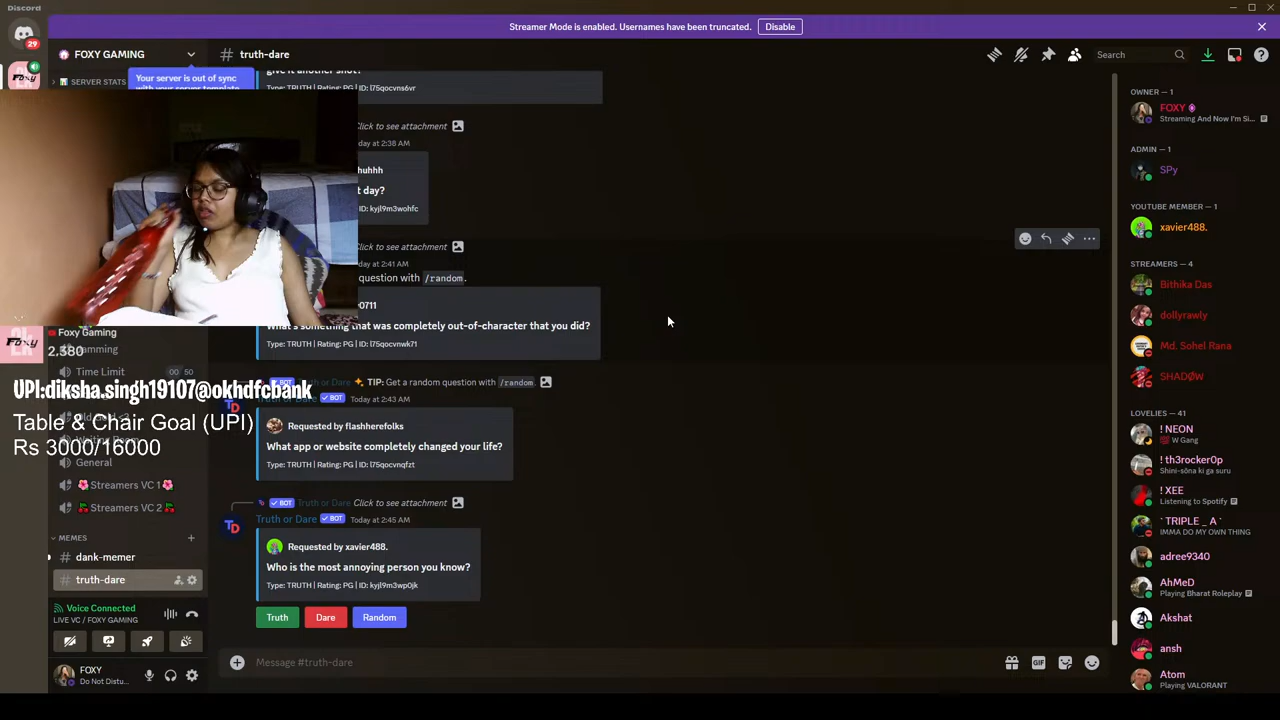 Discord
Streamer Mode is enabled. Usernames have been truncated.
Disable
29
FOXY GAMING
# truth-dare
Search
SERVER STATS
Your server is out of sync
with your server template
give it another shot?
Type: TRUTH | Rating: PG | ID: l75qocvns6vr
Click to see attachment
Today at 2:38 AM
uhhh
t day?
ID: kyjl9m3wohfc
Click to see attachment
Today at 2:41 AM
question with /random.
0711
What's something that was completely out-of-character that you did?
Type: TRUTH | Rating: PG | ID: l75qocvnwk71
BOT Truth or Dare TIP: Get a random question with /random.
Truth or Dare BOT Today at 2:43 AM
Requested by flashherefolks
What app or website completely changed your life?
Type: TRUTH | Rating: PG | ID: l75qocvnqfzt
BOT Truth or Dare Click to see attachment
Truth or Dare BOT Today at 2:45 AM
Requested by xavier488.
Who is the most annoying person you know?
Type: TRUTH | Rating: PG | ID: kyjl9m3wp0jk
Truth
Dare
Random
Message #truth-dare
GIF
Foxy
Foxy Gaming
2,380
Time Limit
00 50
UPI:diksha.singh19107@okhdfcbank
Table & Chair Goal (UPI)
Rs 3000/16000
General
Streamers VC 1
Streamers VC 2
MEMES
# dank-memer
# truth-dare
Voice Connected
LIVE VC / FOXY GAMING
FOXY
Do Not Distu...
OWNER — 1
FOXY
Streaming And Now I'm Si...
ADMIN — 1
SPy
YOUTUBE MEMBER — 1
xavier488.
STREAMERS — 4
Bithika Das
dollyrawly
Md. Sohel Rana
SHADØW
LOVELIES — 41
! NEON
W Gang
! th3rocker0p
Shini-sōna ki ga suru
! XEE
Listening to Spotify
` TRIPLE _ A `
IMMA DO MY OWN THING
adree9340
AhMeD
Playing Bharat Roleplay
Akshat
ansh
Atom
Playing VALORANT